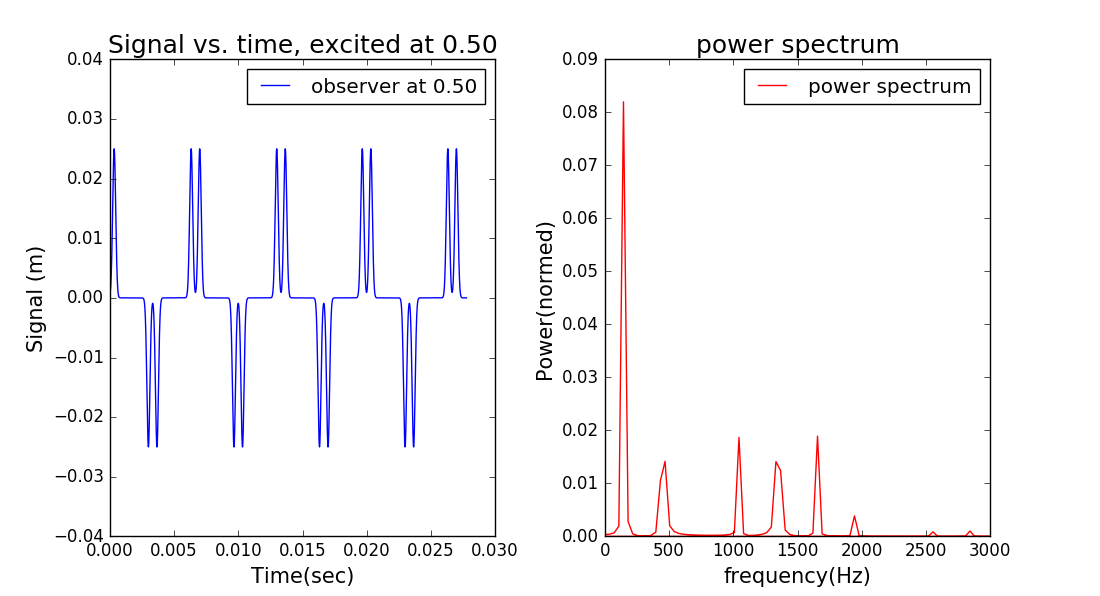 Signal vs. time, excited at 0.50
observer at 0.50
0.04
0.03
0.02
0.01
0.00
−0.01
−0.02
−0.03
−0.04
Signal (m)
0.000 0.005 0.010 0.015 0.020 0.025 0.030
Time(sec)
power spectrum
power spectrum
0.09
0.08
0.07
0.06
0.05
0.04
0.03
0.02
0.01
0.00
Power(normed)
0 500 1000 1500 2000 2500 3000
frequency(Hz)